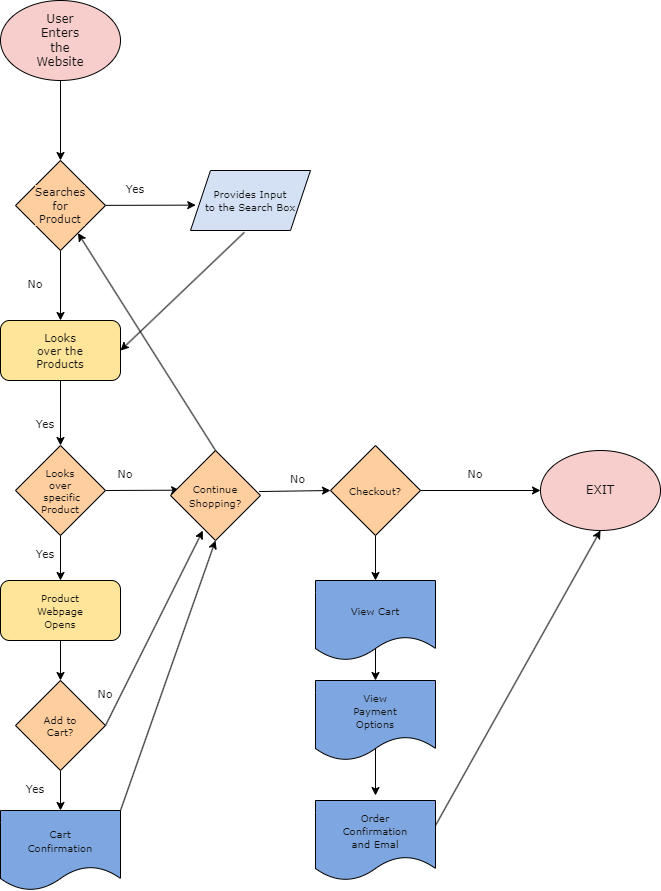 User
Enters
the
Website
Searches
for
Product
Yes
Provides Input
to the Search Box
No
Looks
over the
Products
Yes
Looks
over
specific
Product
No
Continue
Shopping?
No
Checkout?
No
EXIT
Yes
Product
Webpage
Opens
View Cart
No
Add to
Cart?
View
Payment
Options
Yes
Cart
Confirmation
Order
Confirmation
and Emal